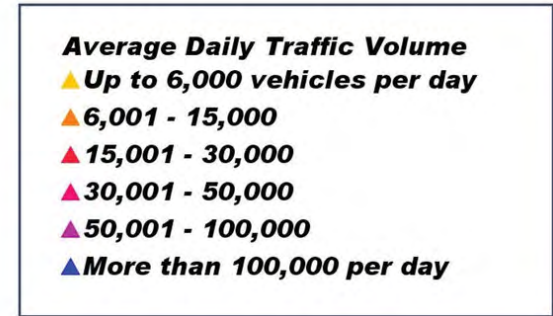 Average Daily Traffic Volume
Up to 6,000 vehicles per day
6,001 - 15,000
15,001 - 30,000
30,001 - 50,000
50,001 - 100,000
More than 100,000 per day